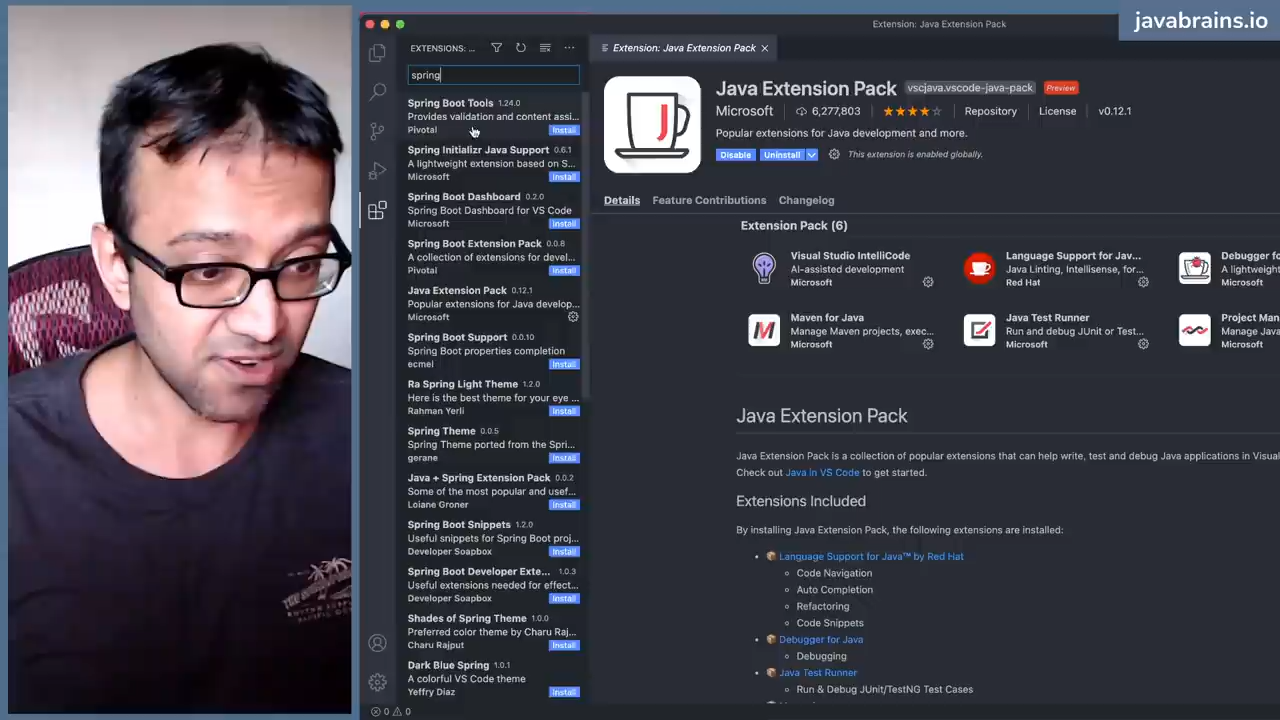 javabrains.io
Extension: Java Extension Pack
EXTENSIONS: ...
spring
Spring Boot Tools 1.24.0
Provides validation and content assi...
Pivotal Install
Spring Initializr Java Support 0.6.1
A lightweight extension based on S...
Microsoft Install
Spring Boot Dashboard 0.2.0
Spring Boot Dashboard for VS Code
Microsoft Install
Spring Boot Extension Pack 0.0.8
A collection of extensions for devel...
Pivotal Install
Java Extension Pack 0.12.1
Popular extensions for Java develop...
Microsoft
Spring Boot Support 0.0.10
Spring Boot properties completion
ecmel Install
Ra Spring Light Theme 1.2.0
Here is the best theme for your eye ...
Rahman Yerli Install
Spring Theme 0.0.5
Spring Theme ported from the Spri...
gerane Install
Java + Spring Extension Pack 0.0.2
Some of the most popular and usef...
Loiane Groner Install
Spring Boot Snippets 1.2.0
Useful snippets for Spring Boot proj...
Developer Soapbox Install
Spring Boot Developer Exte... 1.0.3
Useful extensions needed for effect...
Developer Soapbox Install
Shades of Spring Theme 1.0.0
Preferred color theme by Charu Raj...
Charu Rajput Install
Dark Blue Spring 1.0.1
A colorful VS Code theme
Yeffry Diaz Install
0 0
Extension: Java Extension Pack
Java Extension Pack vscjava.vscode-java-pack Preview
Microsoft 6,277,803 Repository License v0.12.1
Popular extensions for Java development and more.
Disable Uninstall This extension is enabled globally.
Details Feature Contributions Changelog
Extension Pack (6)
Visual Studio IntelliCode
AI-assisted development
Microsoft
Language Support for Jav...
Java Linting, Intellisense, for...
Red Hat
Debugger fo
A lightweight
Microsoft
Maven for Java
Manage Maven projects, exec...
Microsoft
Java Test Runner
Run and debug JUnit or Test...
Microsoft
Project Man
Manage Java
Microsoft
Java Extension Pack
Java Extension Pack is a collection of popular extensions that can help write, test and debug Java applications in Visual
Check out Java in VS Code to get started.
Extensions Included
By installing Java Extension Pack, the following extensions are installed:
Language Support for Java™ by Red Hat
Code Navigation
Auto Completion
Refactoring
Code Snippets
Debugger for Java
Debugging
Java Test Runner
Run & Debug JUnit/TestNG Test Cases